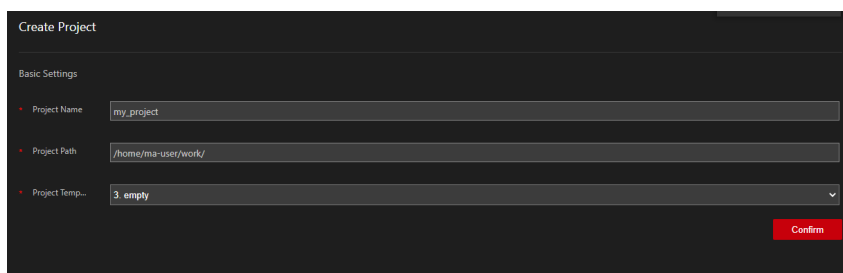 Create Project
Basic Settings
* Project Name my_project
* Project Path /home/ma-user/work/
* Project Temp... 3. empty
Confirm